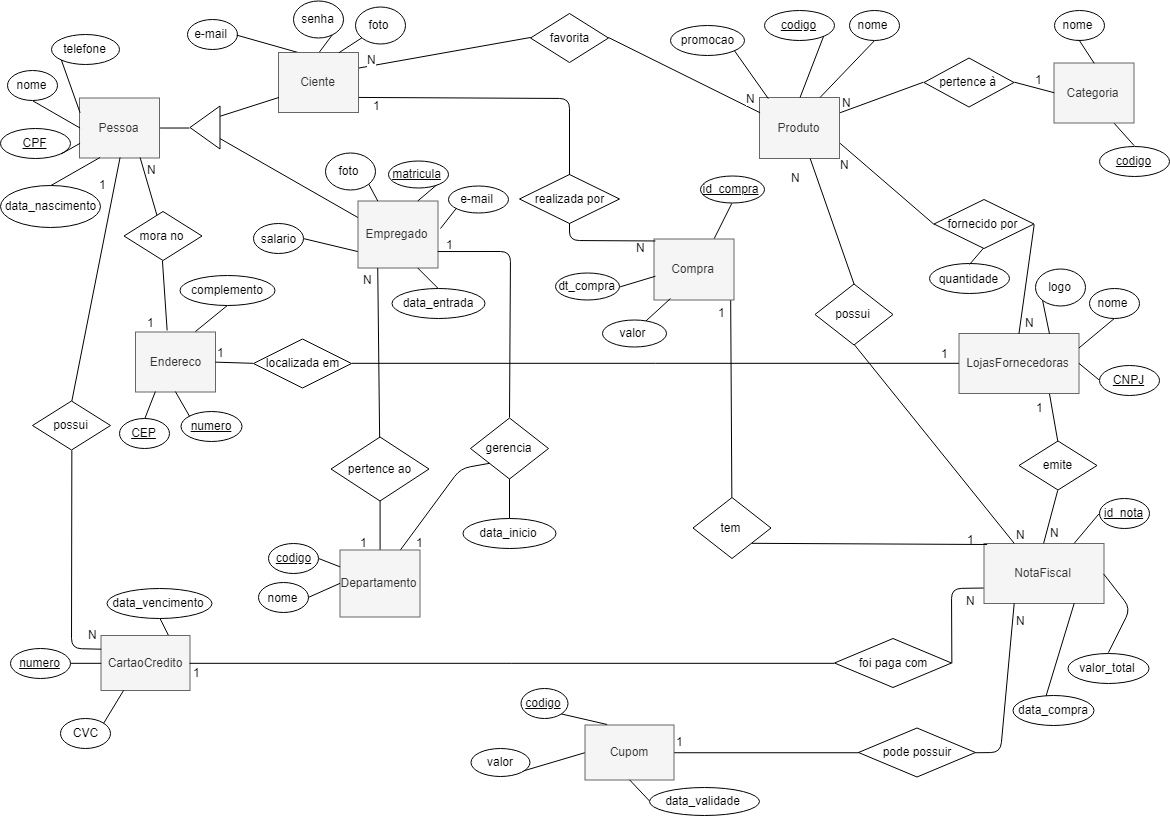 senha
foto
e-mail
codigo
nome
nome
telefone
promocao
favorita
N
Ciente
pertence à
1
Categoria
nome
N
N
1
Pessoa
Produto
CPF
N
codigo
N
N
1
foto
matricula
id_compra
data_nascimento
e-mail
realizada por
mora no
salario
Empregado
fornecido por
1
N
Compra
N
quantidade
complemento
dt_compra
logo
data_entrada
nome
1
1
possui
N
valor
1
Endereco
localizada em
1
LojasFornecedoras
CNPJ
1
possui
CEP
numero
gerencia
pertence ao
emite
id_nota
tem
data_inicio
N
N
1
1
1
codigo
Departamento
NotaFiscal
nome
data_vencimento
N
N
N
numero
CartaoCredito
1
foi paga com
valor_total
codigo
data_compra
CVC
1
Cupom
pode possuir
valor
data_validade